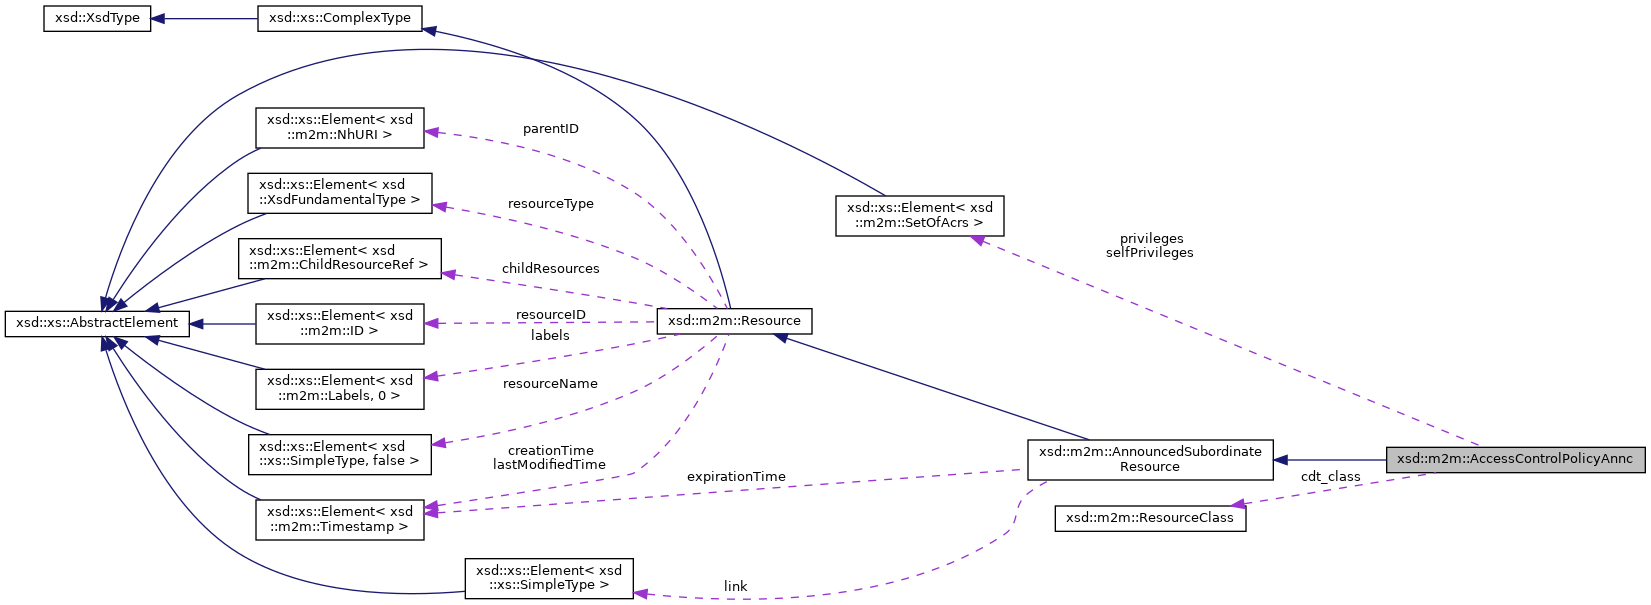 xsd::XsdType
xsd::xs::ComplexType
xsd::xs::Element< xsd
::m2m::NhURI >
parentID
xsd::xs::Element< xsd
::XsdFundamentalType >
resourceType
xsd::xs::Element< xsd
::m2m::SetOfAcrs >
privileges
selfPrivileges
xsd::xs::Element< xsd
::m2m::ChildResourceRef >
childResources
xsd::xs::AbstractElement
xsd::xs::Element< xsd
::m2m::ID >
resourceID
xsd::m2m::Resource
labels
xsd::xs::Element< xsd
::m2m::Labels, 0 >
resourceName
xsd::xs::Element< xsd
::xs::SimpleType, false >
creationTime
lastModifiedTime
xsd::m2m::AnnouncedSubordinate
Resource
xsd::m2m::AccessControlPolicyAnnc
expirationTime
cdt_class
xsd::xs::Element< xsd
::m2m::Timestamp >
xsd::m2m::ResourceClass
xsd::xs::Element< xsd
::xs::SimpleType >
link